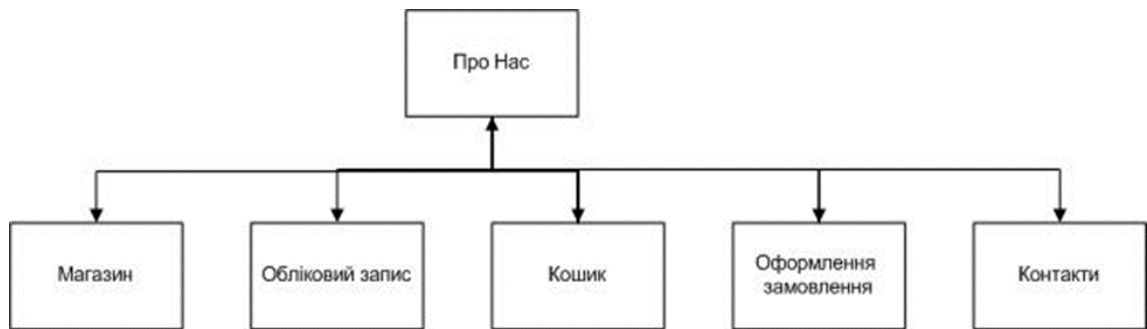 Про Нас
Магазин
Обліковий запис
Кошик
Оформлення
замовлення
Контакти